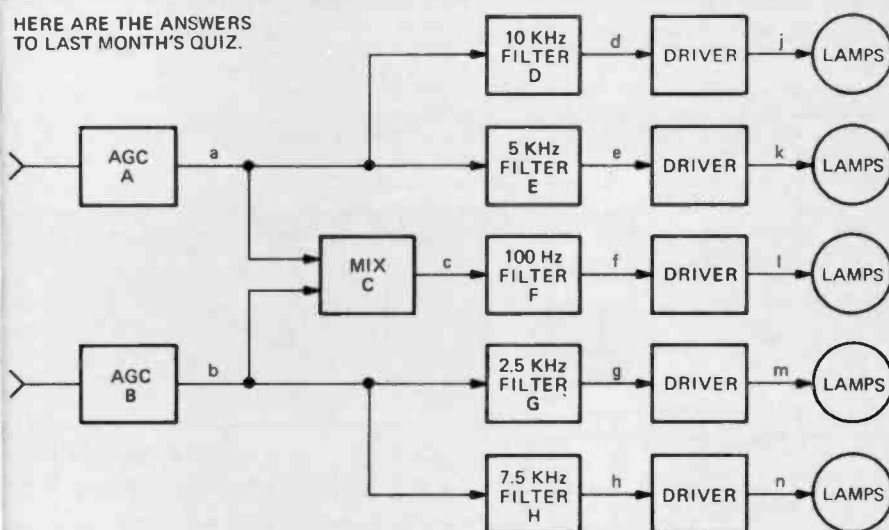 HERE ARE THE ANSWERS
TO LAST MONTH'S QUIZ.
10 KHz
FILTER
D
d
DRIVER
j
LAMPS
AGC
A
a
5 KHz
FILTER
E
e
DRIVER
k
LAMPS
MIX
C
c
100 Hz
FILTER
F
f
DRIVER
l
LAMPS
AGC
B
b
2.5 KHz
FILTER
G
g
DRIVER
m
LAMPS
7.5 KHz
FILTER
H
h
DRIVER
n
LAMPS